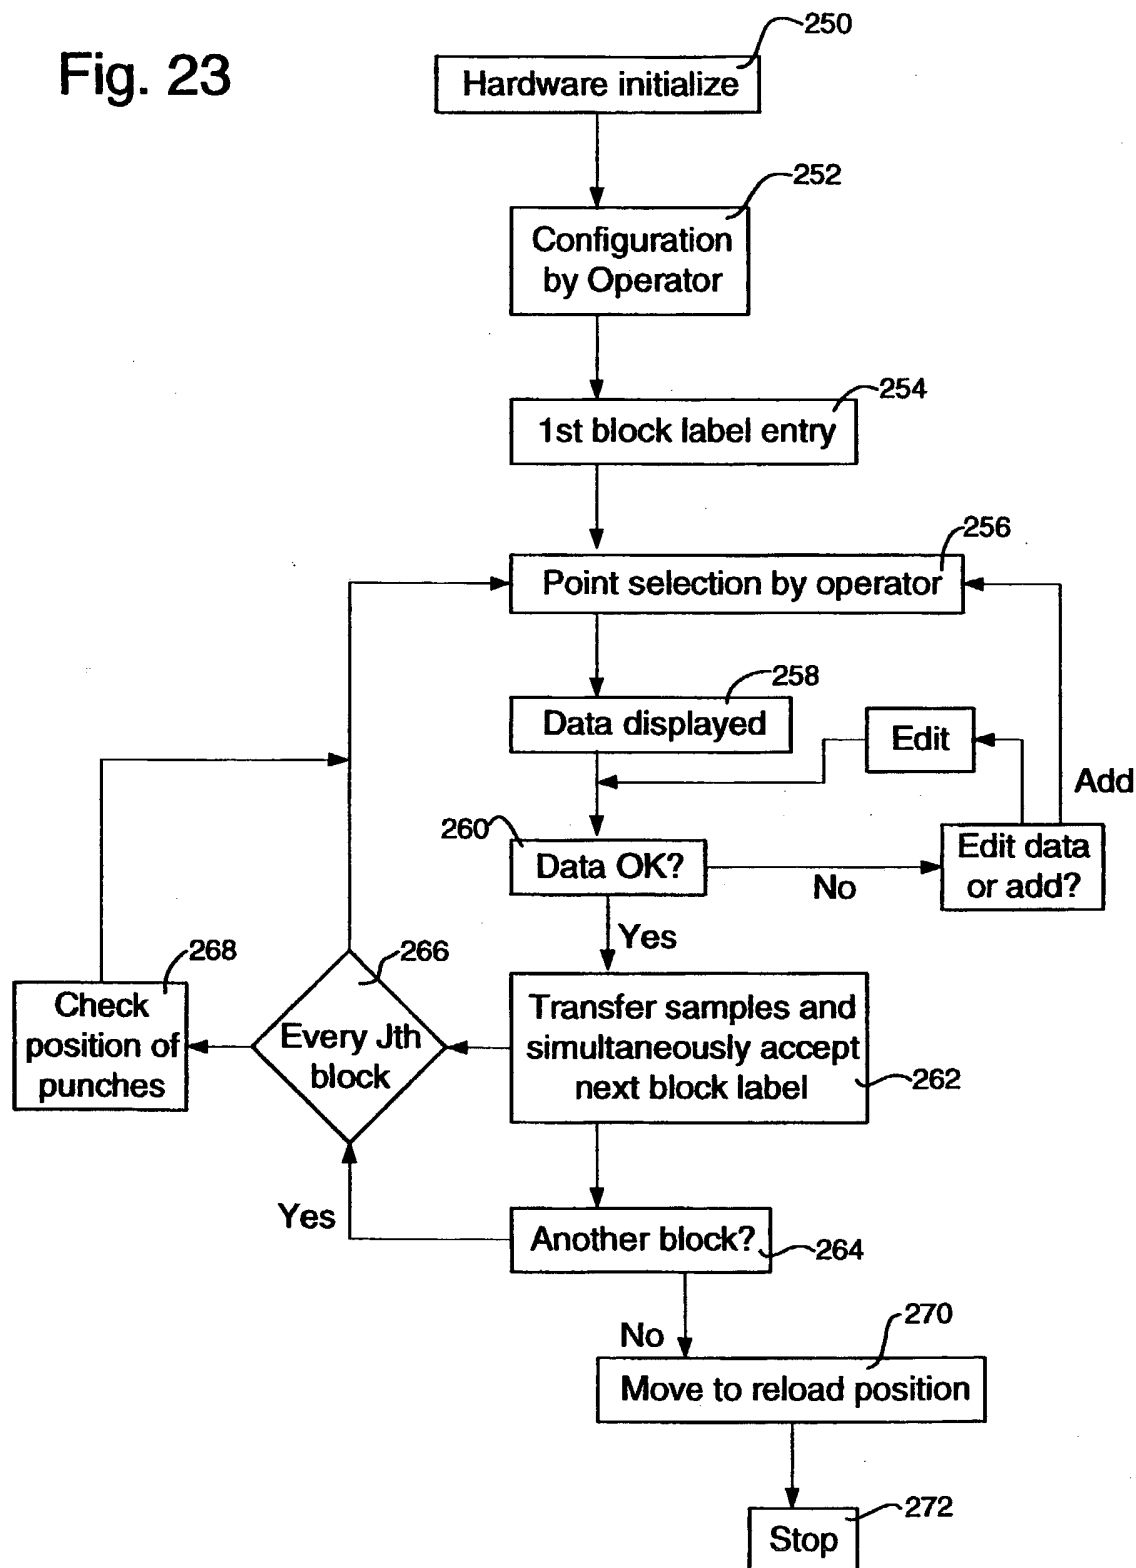 Fig. 23
250
Hardware initialize
252
Configuration
by Operator
254
1st block label entry
256
Point selection by operator
258
Data displayed
Edit
Add
260
Data OK?
No
Edit data
or add?
Yes
268
266
Check
position of
punches
Every Jth
block
Transfer samples and
simultaneously accept
next block label
262
Yes
Another block?
264
No
270
Move to reload position
272
Stop